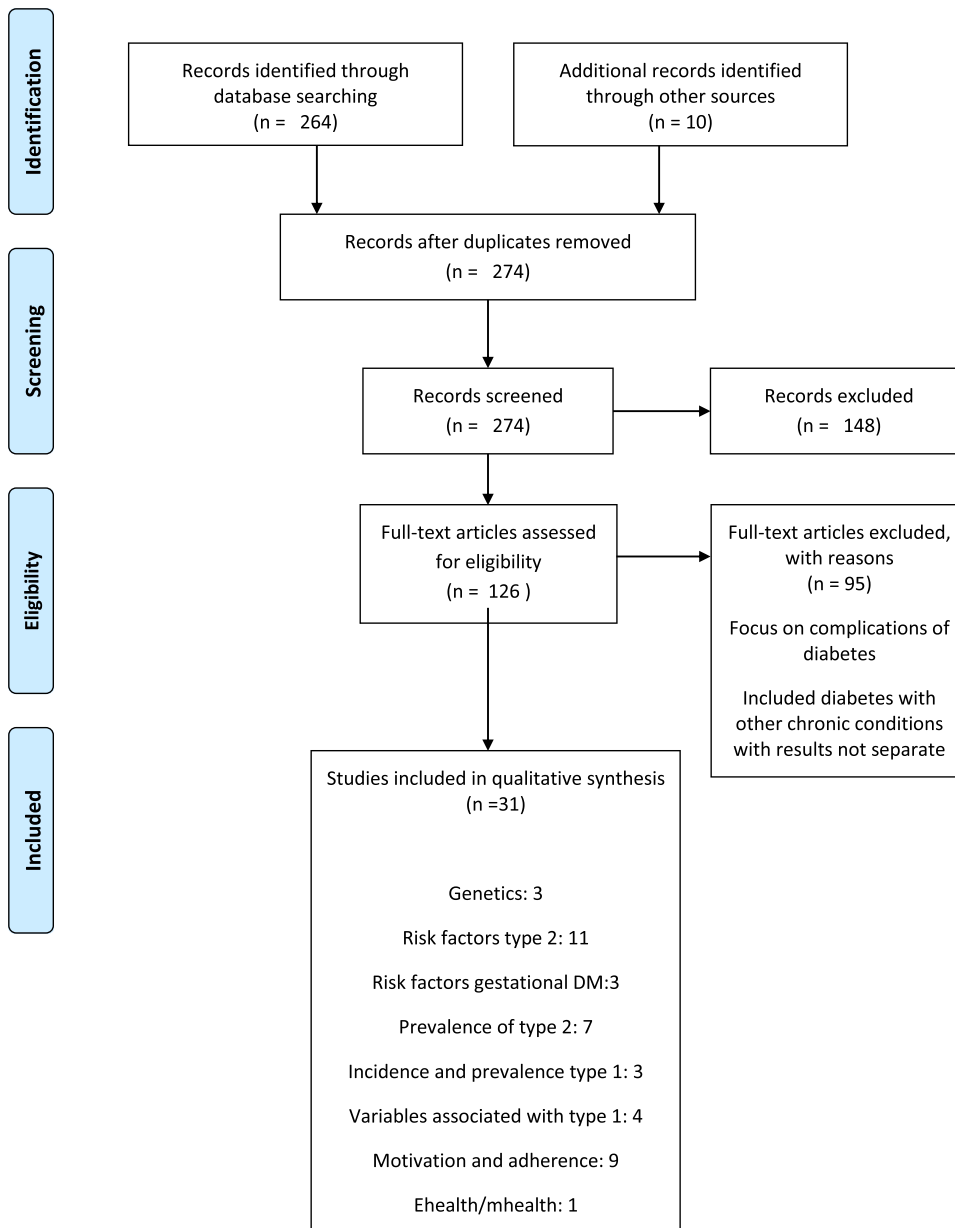 Identification
Records identified through
database searching
(n = 264)
Additional records identified
through other sources
(n = 10)
Records after duplicates removed
(n = 274)
Screening
Records screened
(n = 274)
Records excluded
(n = 148)
Eligibility
Full-text articles assessed
for eligibility
(n = 126 )
Full-text articles excluded,
with reasons
(n = 95)
Focus on complications of
diabetes
Included diabetes with
other chronic conditions
with results not separate
Included
Studies included in qualitative synthesis
(n =31)
Genetics: 3
Risk factors type 2: 11
Risk factors gestational DM:3
Prevalence of type 2: 7
Incidence and prevalence type 1: 3
Variables associated with type 1: 4
Motivation and adherence: 9
Ehealth/mhealth: 1